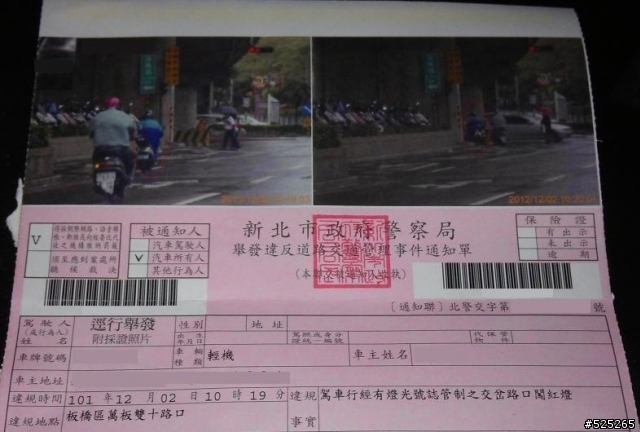 2012/12/02
2012/12/02
新北市政府警察局
舉發違反道路交通管理事件通知單
被通知人
汽車駕駛人
V 汽車所有人
其他行為人
V
保險證
有出示
未出示
逾期
〔通知聯〕北警交字第 號
駕駛人
(或行為人)
姓名
逕行舉發
附採證照片
性別
地址
車牌號碼
車輛種類
輕機
車主姓名
車主地址
違規時間 101 年 12 月 02 日 10 時 19 分
違規事實 駕車行經有燈光號誌管制之交岔路口闖紅燈
違規地點 板橋區萬板雙十路口
#525265